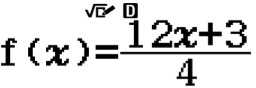 √E/ D
f(x)=12x+3/4